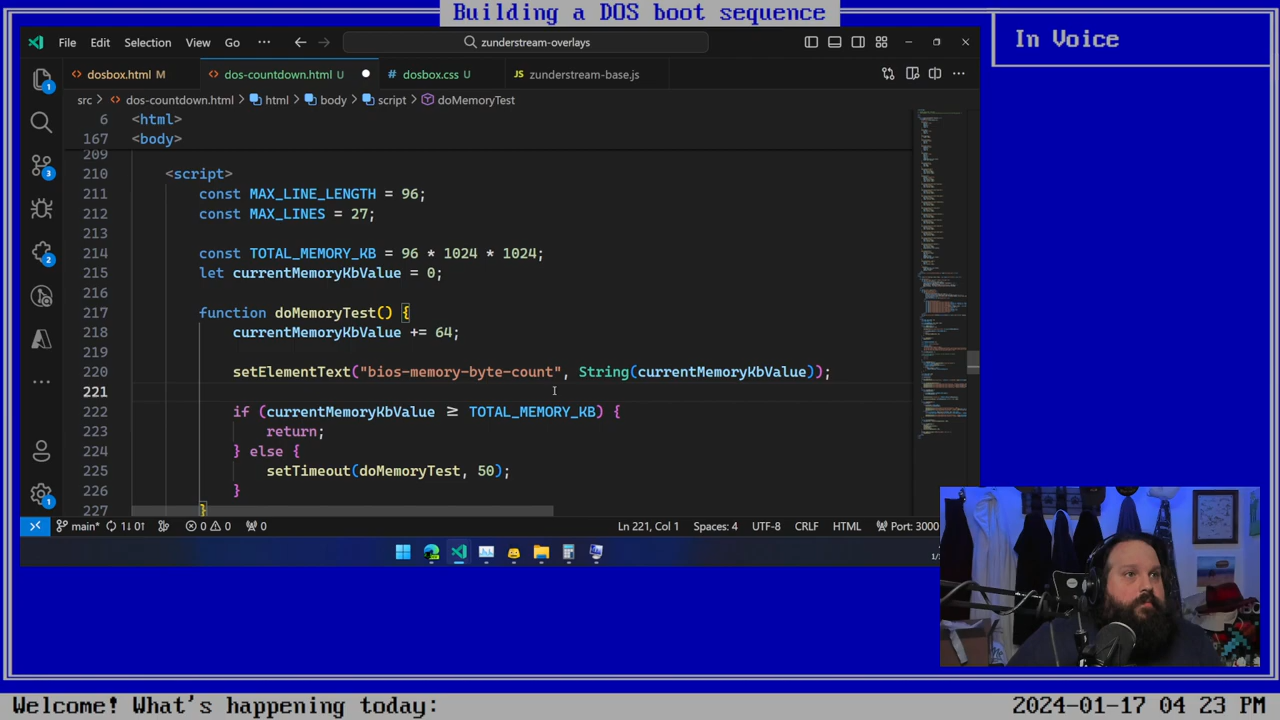 Building a DOS boot sequence
In Voice
File Edit Selection View Go ··· zunderstream-overlays
dosbox.html M dos-countdown.html U dosbox.css U zunderstream-base.js
src > dos-countdown.html > html > body > script > doMemoryTest
6 <html>
167 <body>
209
210 <script>
211 const MAX_LINE_LENGTH = 96;
212 const MAX_LINES = 27;
213
214 const TOTAL_MEMORY_KB = * 1024 1024;
215 let currentMemoryKbValue = 0;
216
217 function doMemoryTest() {
218 currentMemoryKbValue += 64;
219
220 setElementText("bios-memory-byte-count", String(currentMemoryKbValue));
221
222 (currentMemoryKbValue ≥ TOTAL_MEMORY_KB) {
223 return;
224 } else {
225 setTimeout(doMemoryTest, 50);
226 }
227 }
main* 1↓ 0↑ 0 0 0 Ln 221, Col 1 Spaces: 4 UTF-8 CRLF HTML Port: 3000
Welcome! What's happening today: 2024-01-17 04 23 PM